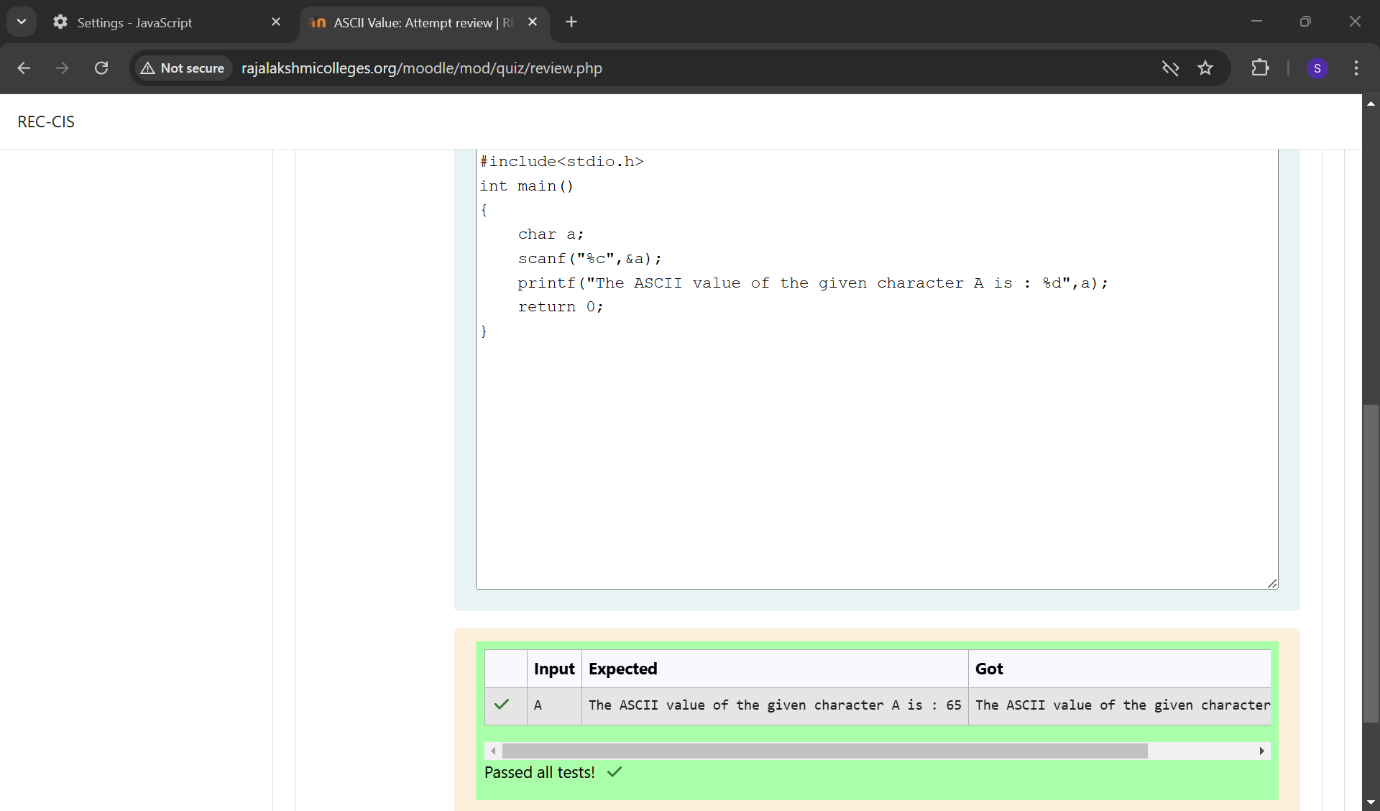 Settings - JavaScript
ASCII Value: Attempt review | RE
Not secure
rajalakshmicolleges.org/moodle/mod/quiz/review.php
S
REC-CIS
#include<stdio.h>
int main()
{
    char a;
    scanf("%c",&a);
    printf("The ASCII value of the given character A is : %d",a);
    return 0;
}
Input Expected Got
A The ASCII value of the given character A is : 65 The ASCII value of the given character
Passed all tests!